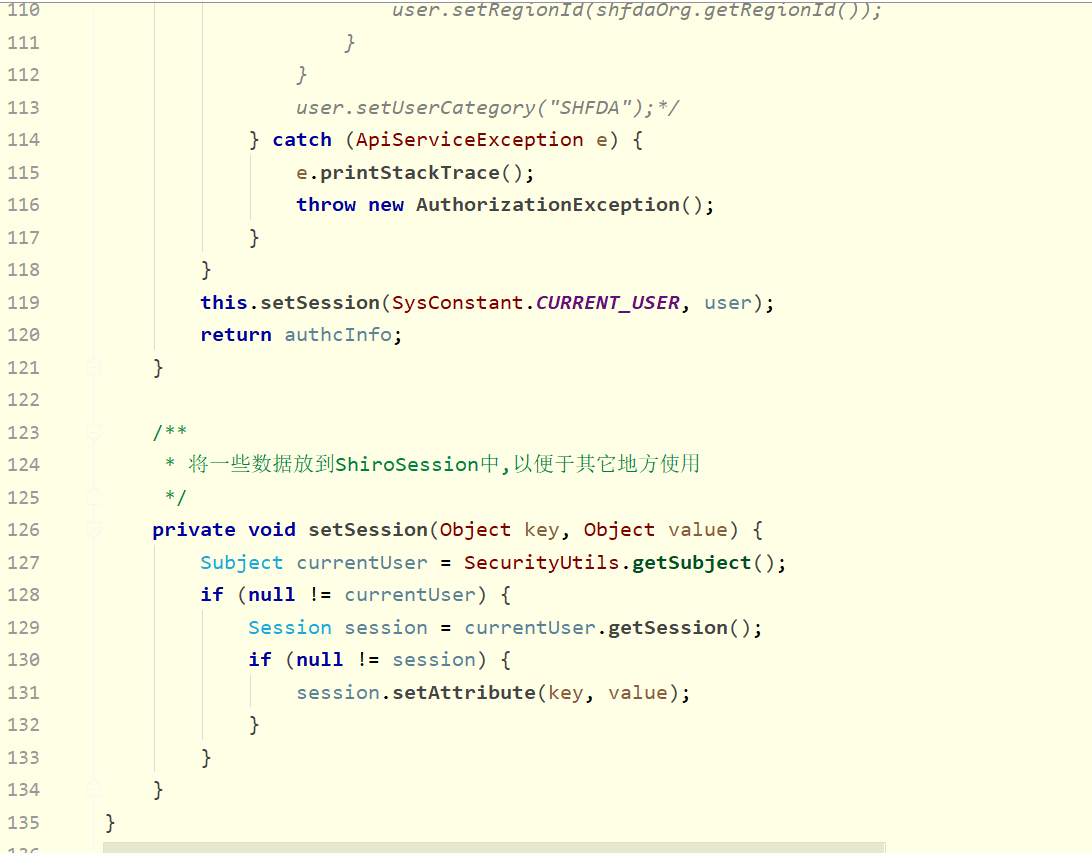 110                              user.setRegionId(shfdaOrg.getRegionId());
111                          }
112                      }
113                      user.setUserCategory("SHFDA");*/
114                  } catch (ApiServiceException e) {
115                      e.printStackTrace();
116                      throw new AuthorizationException();
117                  }
118              }
119              this.setSession(SysConstant.CURRENT_USER, user);
120              return authcInfo;
121          }
122
123          /**
124           * 将一些数据放到ShiroSession中,以便于其它地方使用
125           */
126          private void setSession(Object key, Object value) {
127              Subject currentUser = SecurityUtils.getSubject();
128              if (null != currentUser) {
129                  Session session = currentUser.getSession();
130                  if (null != session) {
131                      session.setAttribute(key, value);
132                  }
133              }
134          }
135      }
136